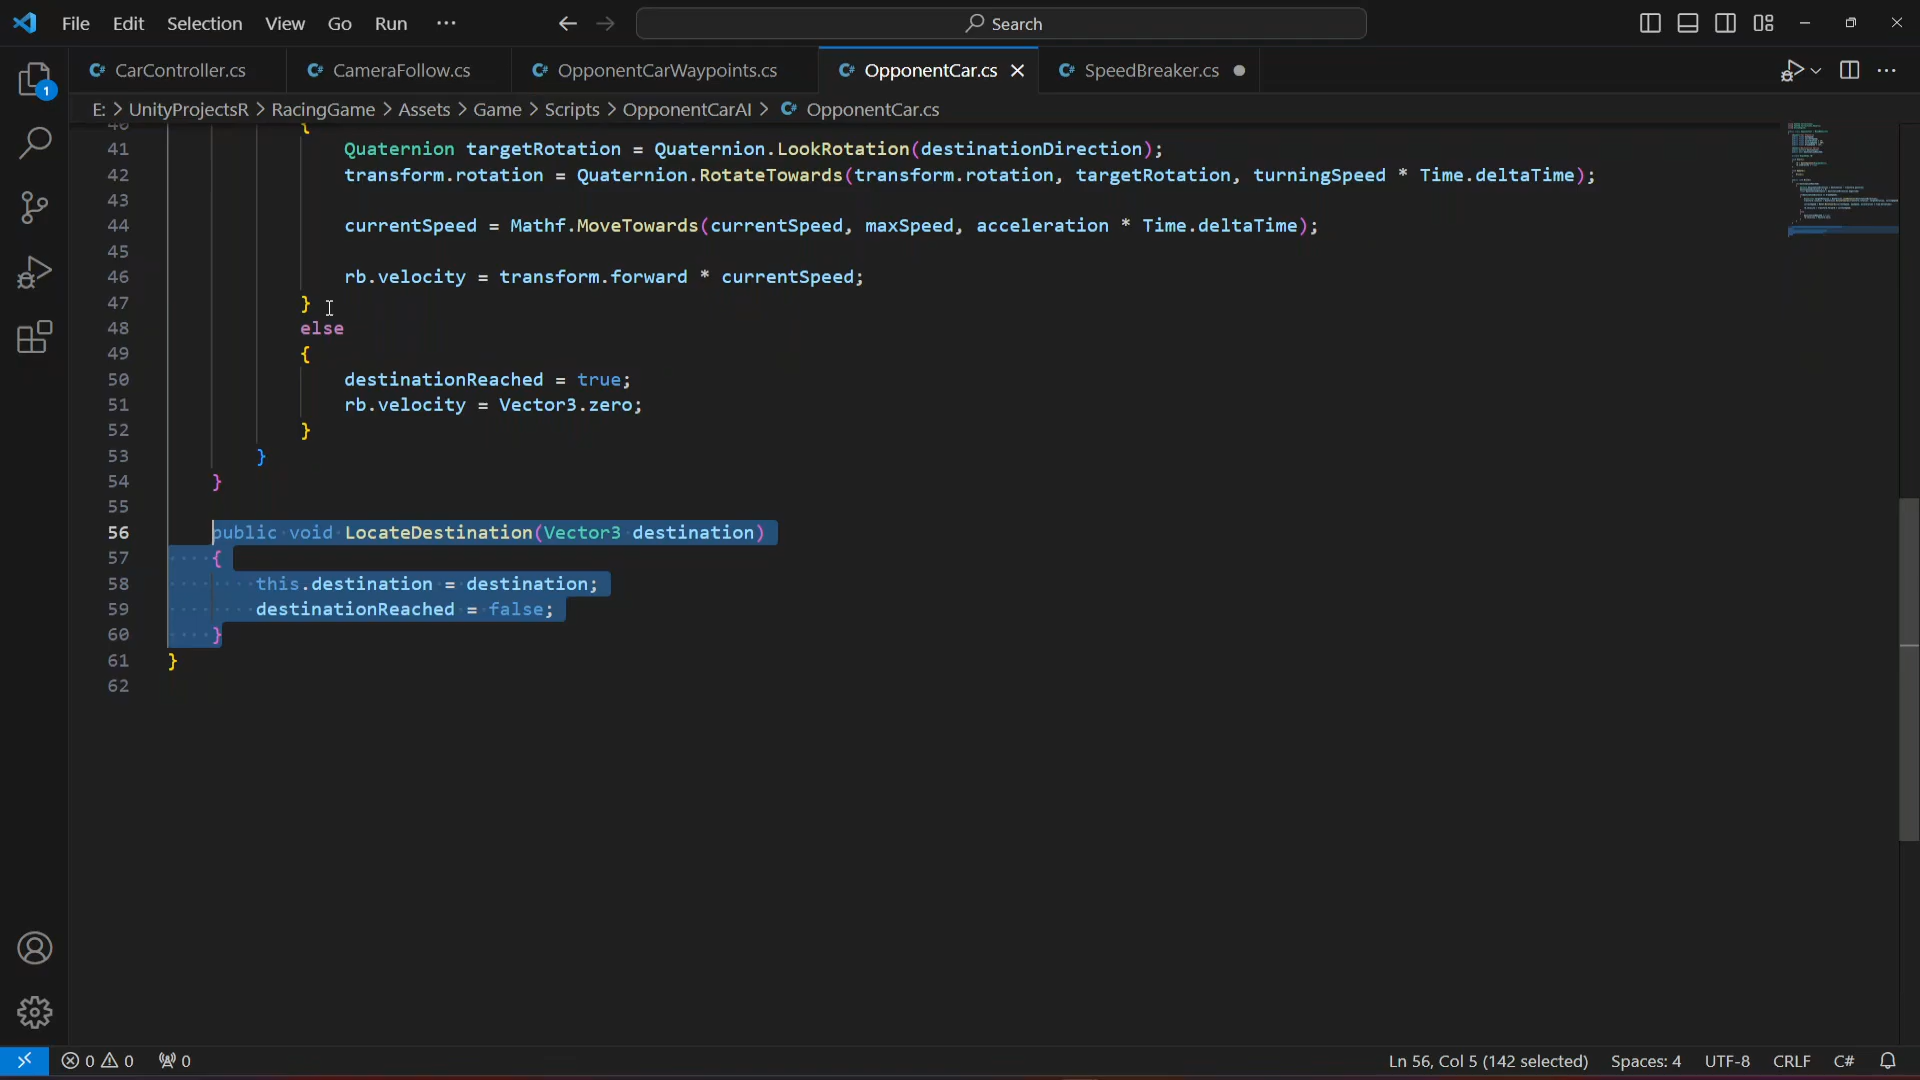 File Edit Selection View Go Run ··· Search
CarController.cs CameraFollow.cs OpponentCarWaypoints.cs OpponentCar.cs SpeedBreaker.cs
E: > UnityProjectsR > RacingGame > Assets > Game > Scripts > OpponentCarAI > OpponentCar.cs
1
40 {
41 Quaternion targetRotation = Quaternion.LookRotation(destinationDirection);
42 transform.rotation = Quaternion.RotateTowards(transform.rotation, targetRotation, turningSpeed * Time.deltaTime);
43
44 currentSpeed = Mathf.MoveTowards(currentSpeed, maxSpeed, acceleration * Time.deltaTime);
45
46 rb.velocity = transform.forward * currentSpeed;
47 }
48 else
49 {
50 destinationReached = true;
51 rb.velocity = Vector3.zero;
52 }
53 }
54 }
55
56 public void LocateDestination(Vector3 destination)
57 {
58 this.destination = destination;
59 destinationReached = false;
60 }
61 }
62
0 0 0 Ln 56, Col 5 (142 selected) Spaces: 4 UTF-8 CRLF C#